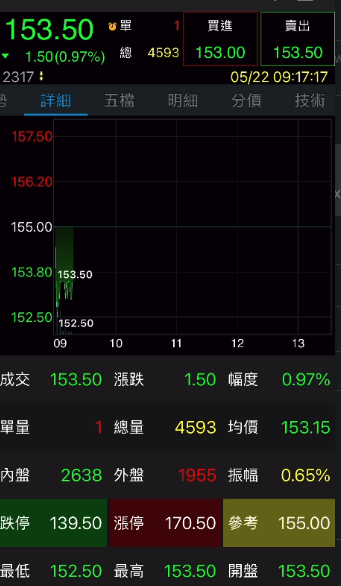 153.50 單 1 買進 賣出
1.50(0.97%) 總 4593 153.00 153.50
2317 05/22 09:17:17
勢 詳細 五檔 明細 分價 技術
157.50
156.20
155.00
153.80 153.50
152.50 152.50
09 10 11 12 13
成交 153.50 漲跌 1.50 幅度 0.97%
單量 1 總量 4593 均價 153.15
內盤 2638 外盤 1955 振幅 0.65%
跌停 139.50 漲停 170.50 參考 155.00
最低 152.50 最高 153.50 開盤 153.50